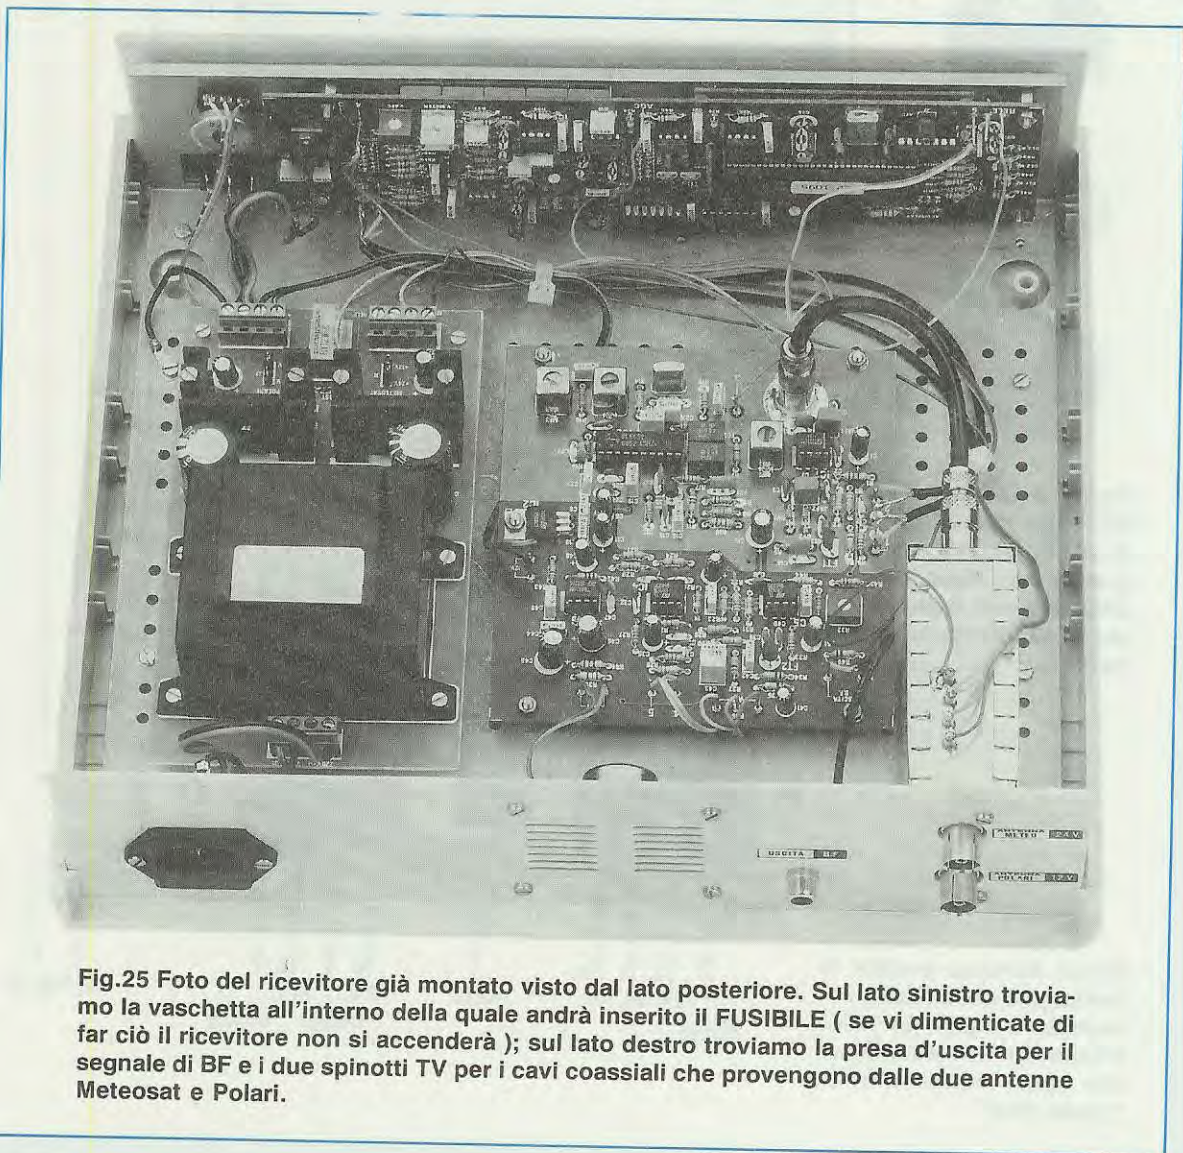 USCITA B.F.
ANTENNA METEO 24 V.
ANTENNA POLARI 12 V.
Fig.25 Foto del ricevitore già montato visto dal lato posteriore. Sul lato sinistro trovia-
mo la vaschetta all'interno della quale andrà inserito il FUSIBILE ( se vi dimenticate di
far ciò il ricevitore non si accenderà ); sul lato destro troviamo la presa d'uscita per il
segnale di BF e i due spinotti TV per i cavi coassiali che provengono dalle due antenne
Meteosat e Polari.